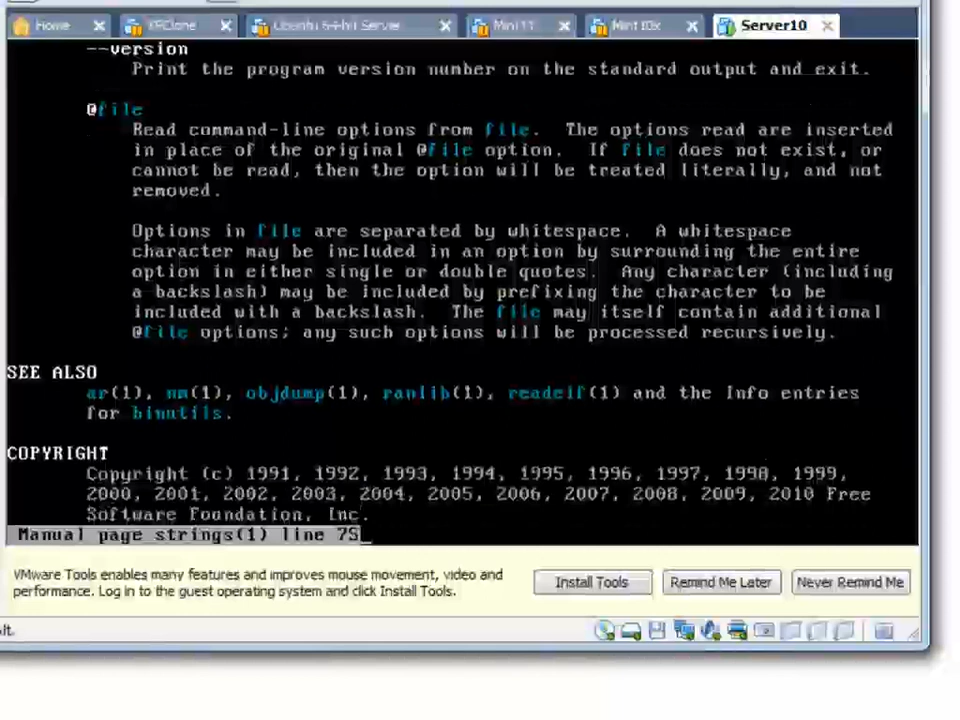 Home XPClone Ubuntu 64-bit Server Mint 11 Mint 10x Server10
--version
Print the program version number on the standard output and exit.
@file
Read command-line options from file.  The options read are inserted
in place of the original @file option.  If file does not exist, or
cannot be read, then the option will be treated literally, and not
removed.
Options in file are separated by whitespace.  A whitespace
character may be included in an option by surrounding the entire
option in either single or double quotes.  Any character (including
a backslash) may be included by prefixing the character to be
included with a backslash.  The file may itself contain additional
@file options; any such options will be processed recursively.
SEE ALSO
ar(1), nm(1), objdump(1), ranlib(1), readelf(1) and the Info entries
for binutils.
COPYRIGHT
Copyright (c) 1991, 1992, 1993, 1994, 1995, 1996, 1997, 1998, 1999,
2000, 2001, 2002, 2003, 2004, 2005, 2006, 2007, 2008, 2009, 2010 Free
Software Foundation, Inc.
Manual page strings(1) line 75
VMware Tools enables many features and improves mouse movement, video and
performance. Log in to the guest operating system and click Install Tools.
Install Tools Remind Me Later Never Remind Me
lt.